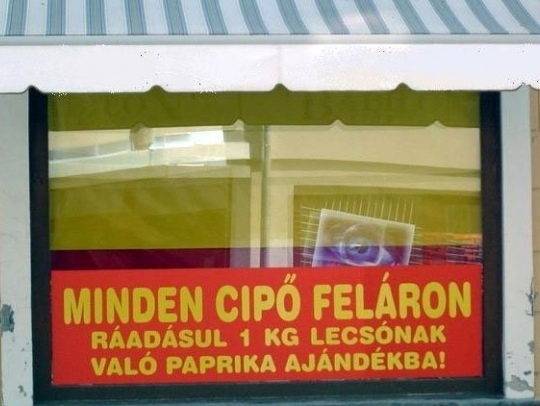 MINDEN CIPŐ FELÁRON
RÁADÁSUL 1 KG LECSÓNAK
VALÓ PAPRIKA AJÁNDÉKBA!